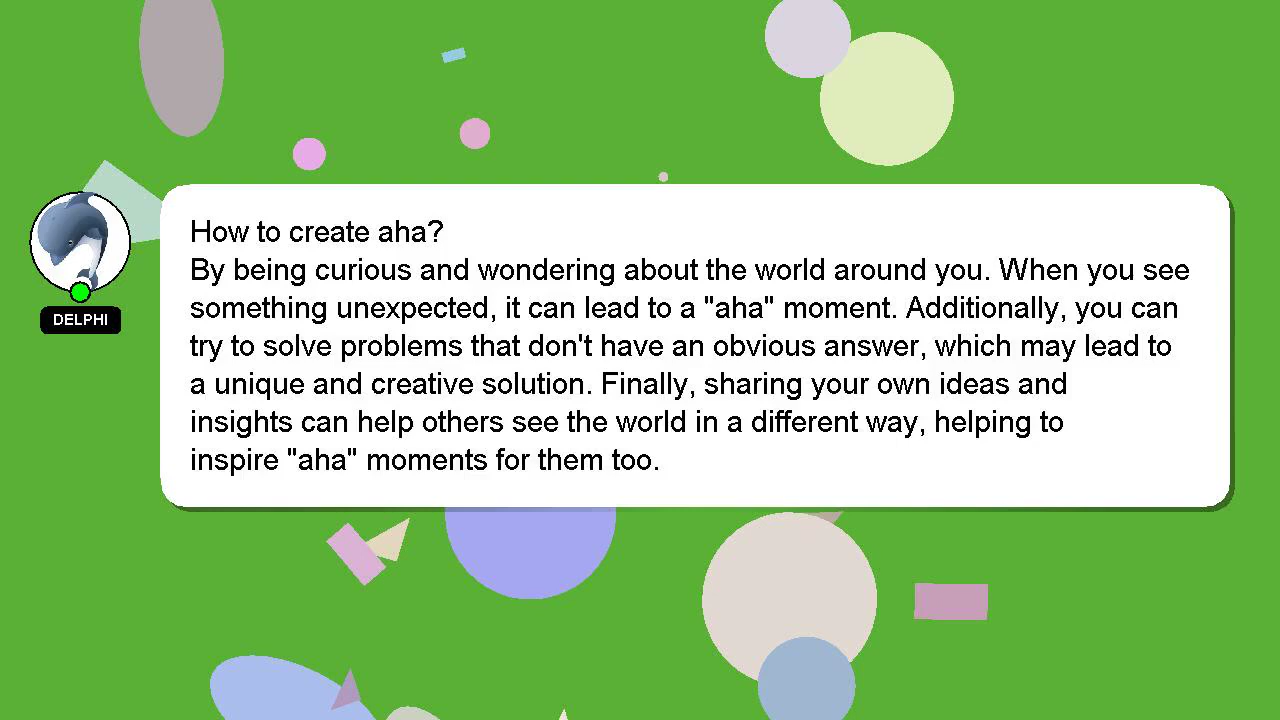 How to create aha?
By being curious and wondering about the world around you. When you see
something unexpected, it can lead to a "aha" moment. Additionally, you can
try to solve problems that don't have an obvious answer, which may lead to
a unique and creative solution. Finally, sharing your own ideas and
insights can help others see the world in a different way, helping to
inspire "aha" moments for them too.
DELPHI